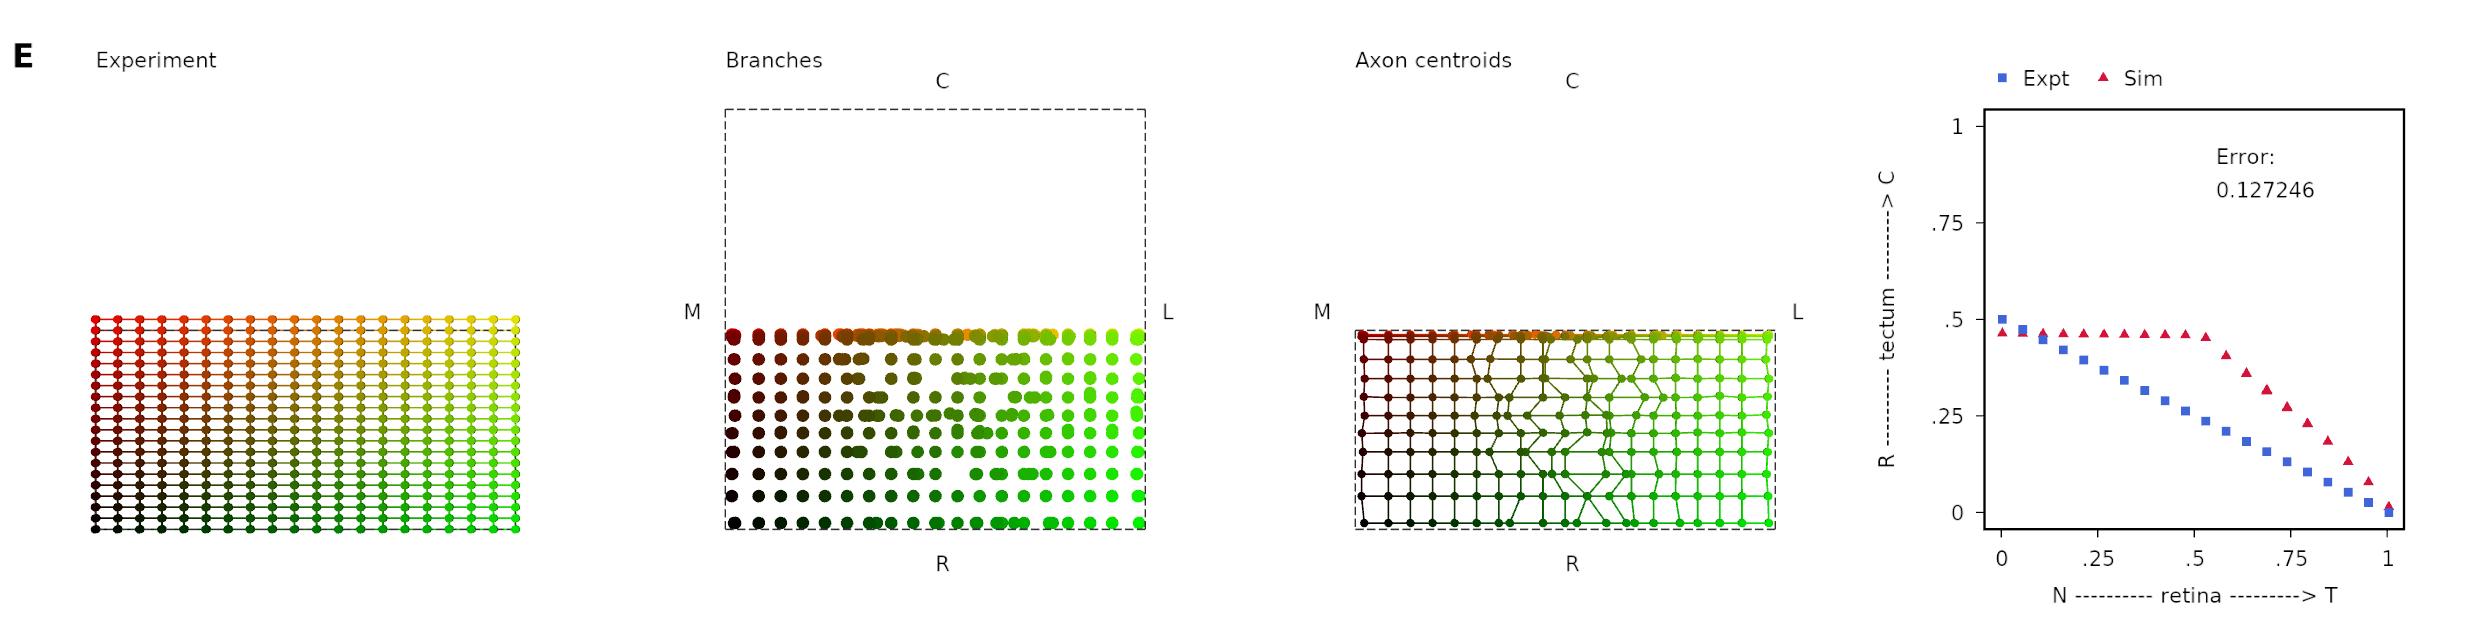 E
Experiment
Branches
C
M
L
R
Axon centroids
C
M
L
R
Expt
Sim
Error:
0.127246
1
.75
.5
.25
0
R ----------- tectum ----------> C
0
.25
.5
.75
1
N ---------- retina ---------> T